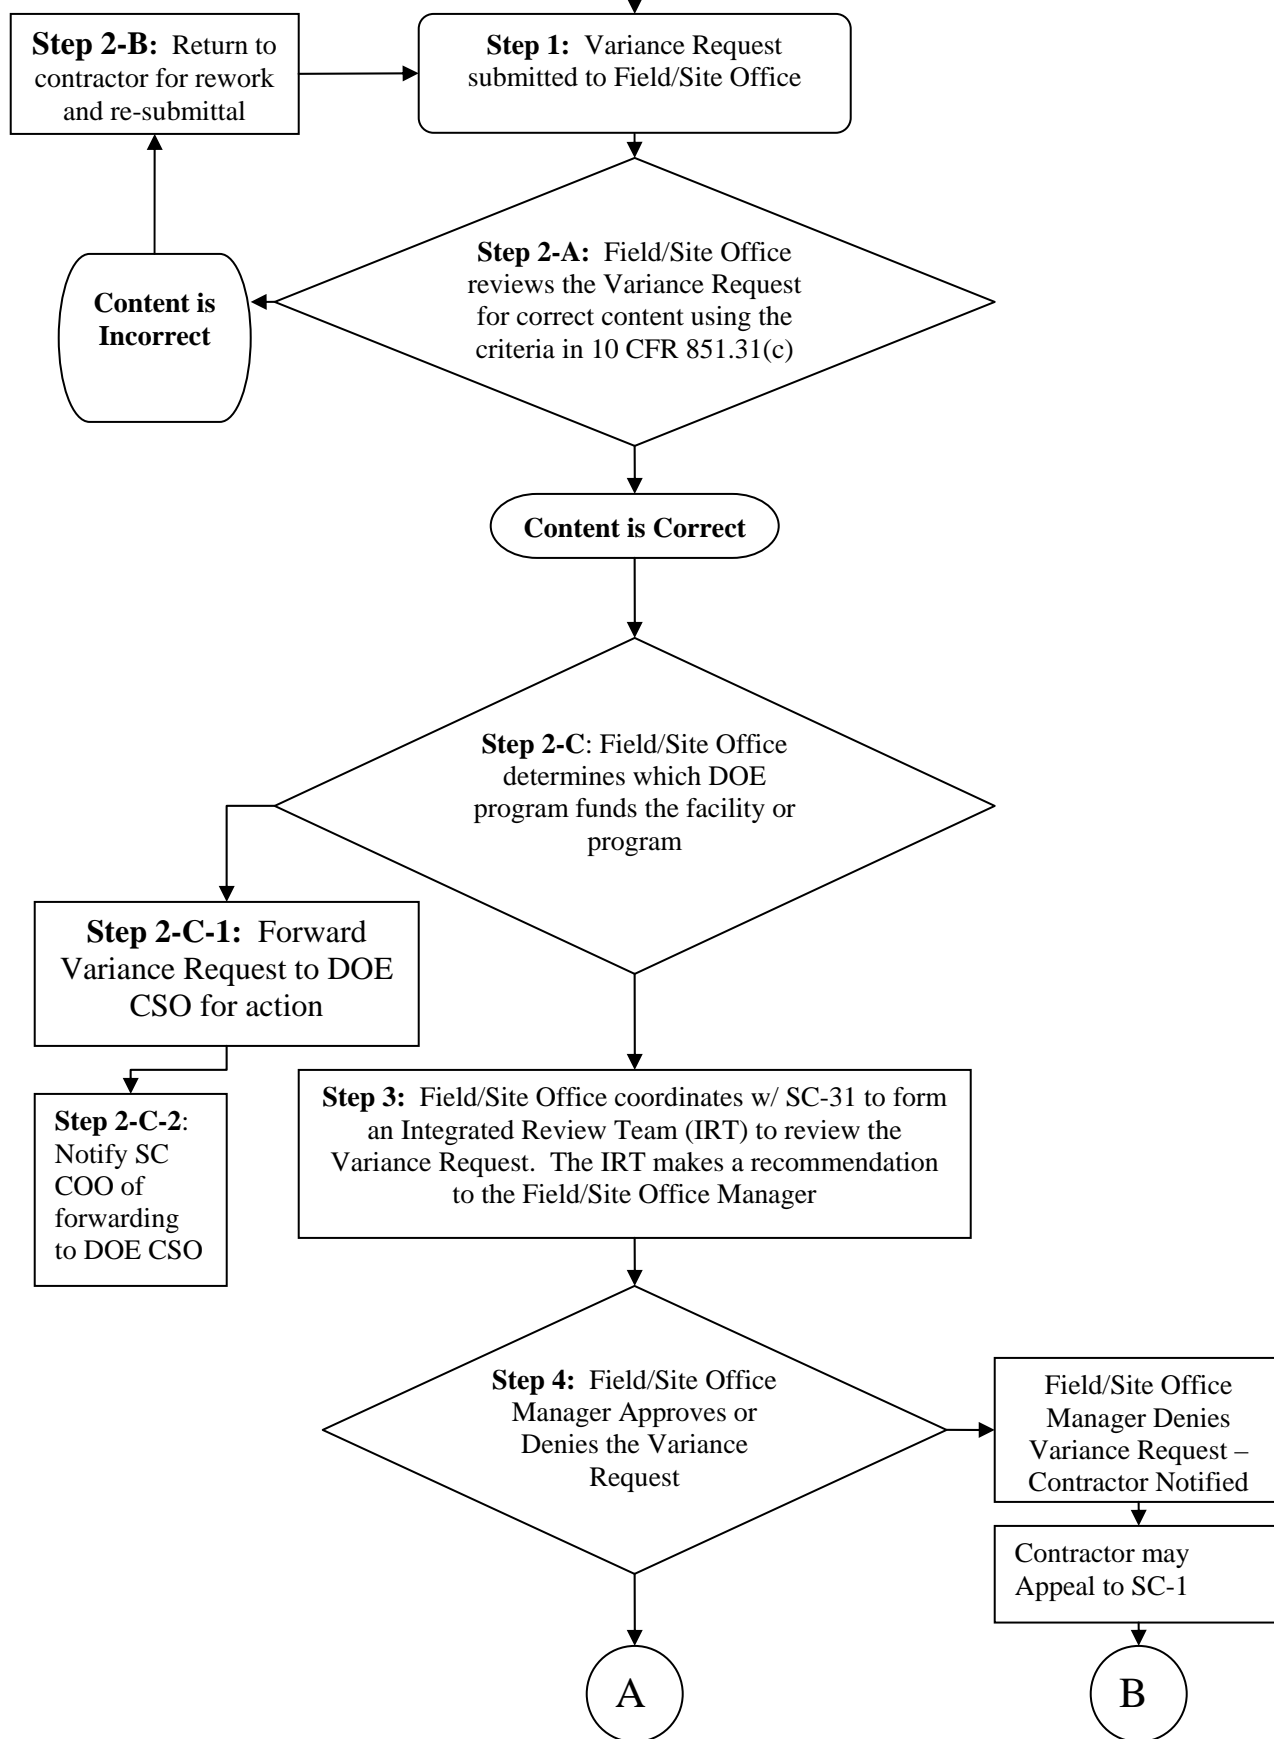 Step 2-B: Return to
contractor for rework
and re-submittal
Step 1: Variance Request
submitted to Field/Site Office
Step 2-A: Field/Site Office
reviews the Variance Request
for correct content using the
criteria in 10 CFR 851.31(c)
Content is
Incorrect
Content is Correct
Step 2-C: Field/Site Office
determines which DOE
program funds the facility or
program
Step 2-C-1: Forward
Variance Request to DOE
CSO for action
Step 2-C-2:
Notify SC
COO of
forwarding
to DOE CSO
Step 3: Field/Site Office coordinates w/ SC-31 to form
an Integrated Review Team (IRT) to review the
Variance Request. The IRT makes a recommendation
to the Field/Site Office Manager
Step 4: Field/Site Office
Manager Approves or
Denies the Variance
Request
Field/Site Office
Manager Denies
Variance Request –
Contractor Notified
Contractor may
Appeal to SC-1
A
B